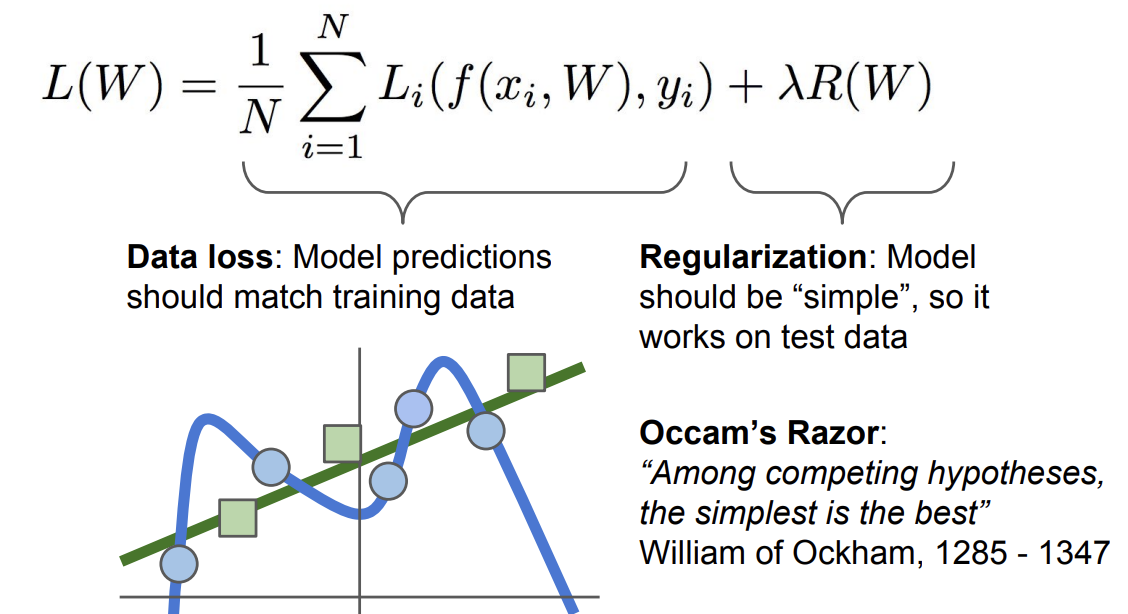 L(W) = \frac{1}{N} \sum_{i=1}^{N} L_i(f(x_i, W), y_i) + λR(W)
Data loss: Model predictions
should match training data
Regularization: Model
should be “simple”, so it
works on test data
Occam’s Razor:
“Among competing hypotheses,
the simplest is the best”
William of Ockham, 1285 - 1347